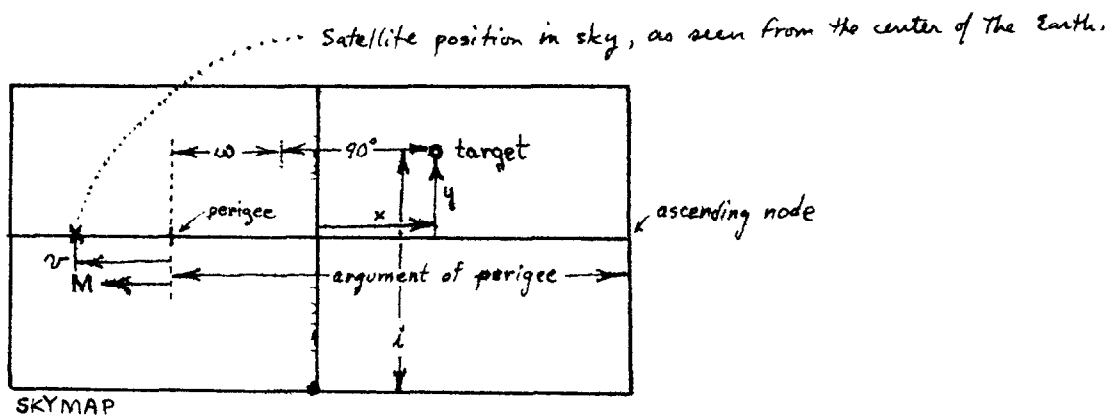 Satellite position in sky, as seen from the center of The Earth.
ω 90° target
y
x
perigee
ascending node
v
M
argument of perigee
i
SKYMAP